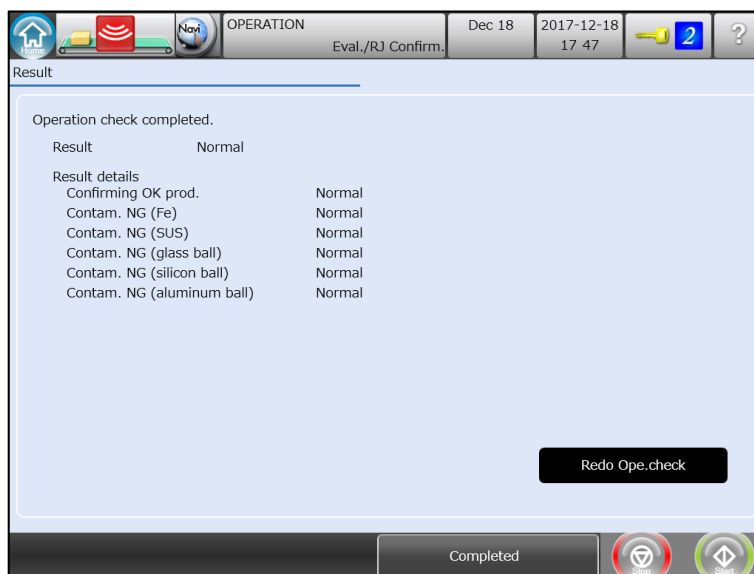 Home
Navi
OPERATION
Eval./RJ Confirm.
Dec 18
2017-12-18
17 47
2
?
Result
Operation check completed.
Result Normal
Result details
Confirming OK prod. Normal
Contam. NG (Fe) Normal
Contam. NG (SUS) Normal
Contam. NG (glass ball) Normal
Contam. NG (silicon ball) Normal
Contam. NG (aluminum ball) Normal
Redo Ope.check
Completed
Stop
Start